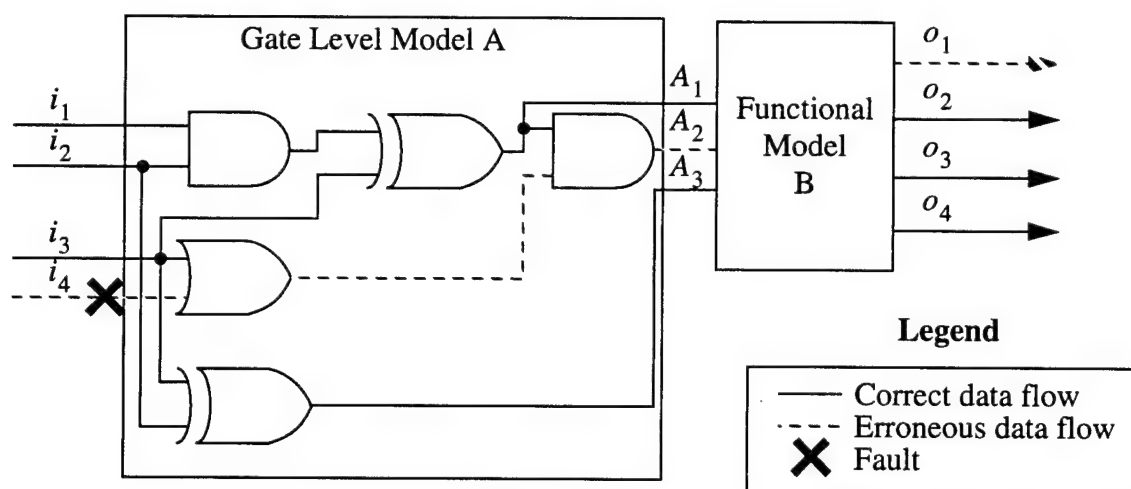 Gate Level Model A
i1
i2
i3
i4
A1
A2
A3
Functional
Model
B
o1
o2
o3
o4
Legend
Correct data flow
Erroneous data flow
Fault